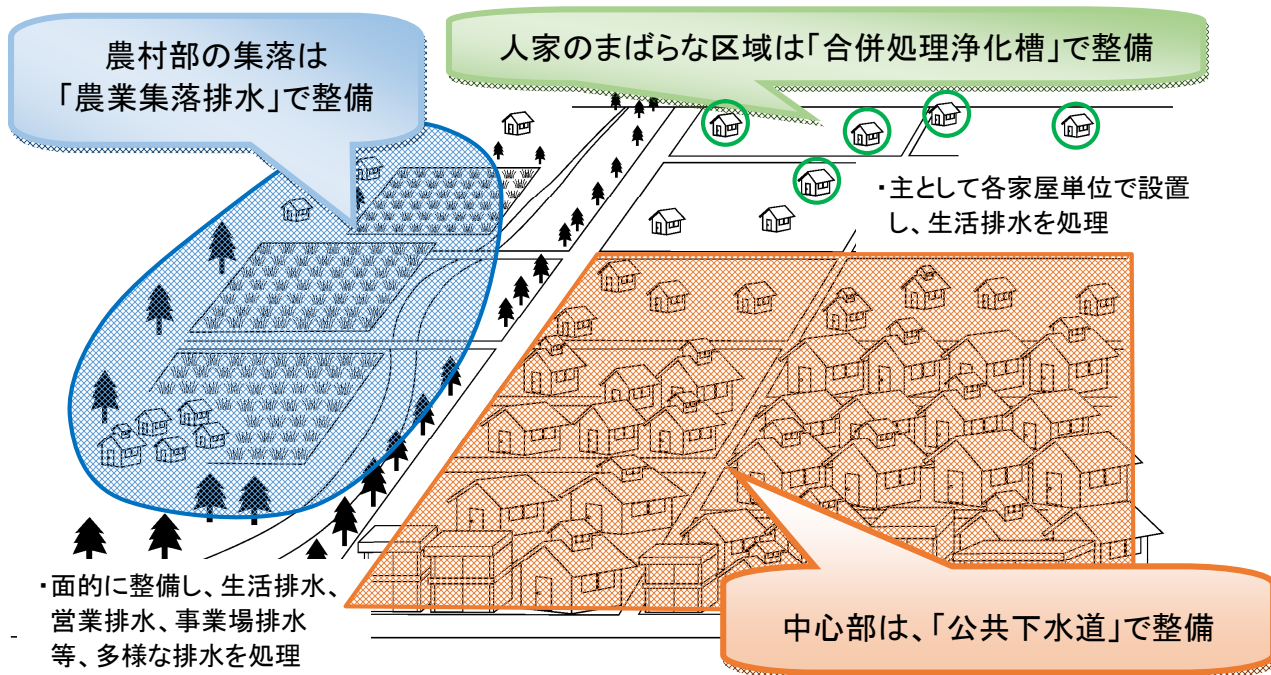 農村部の集落は
「農業集落排水」で整備
人家のまばらな区域は「合併処理浄化槽」で整備
・主として各家屋単位で設置
し、生活排水を処理
・面的に整備し、生活排水、
営業排水、事業場排水
等、多様な排水を処理
中心部は、「公共下水道」で整備